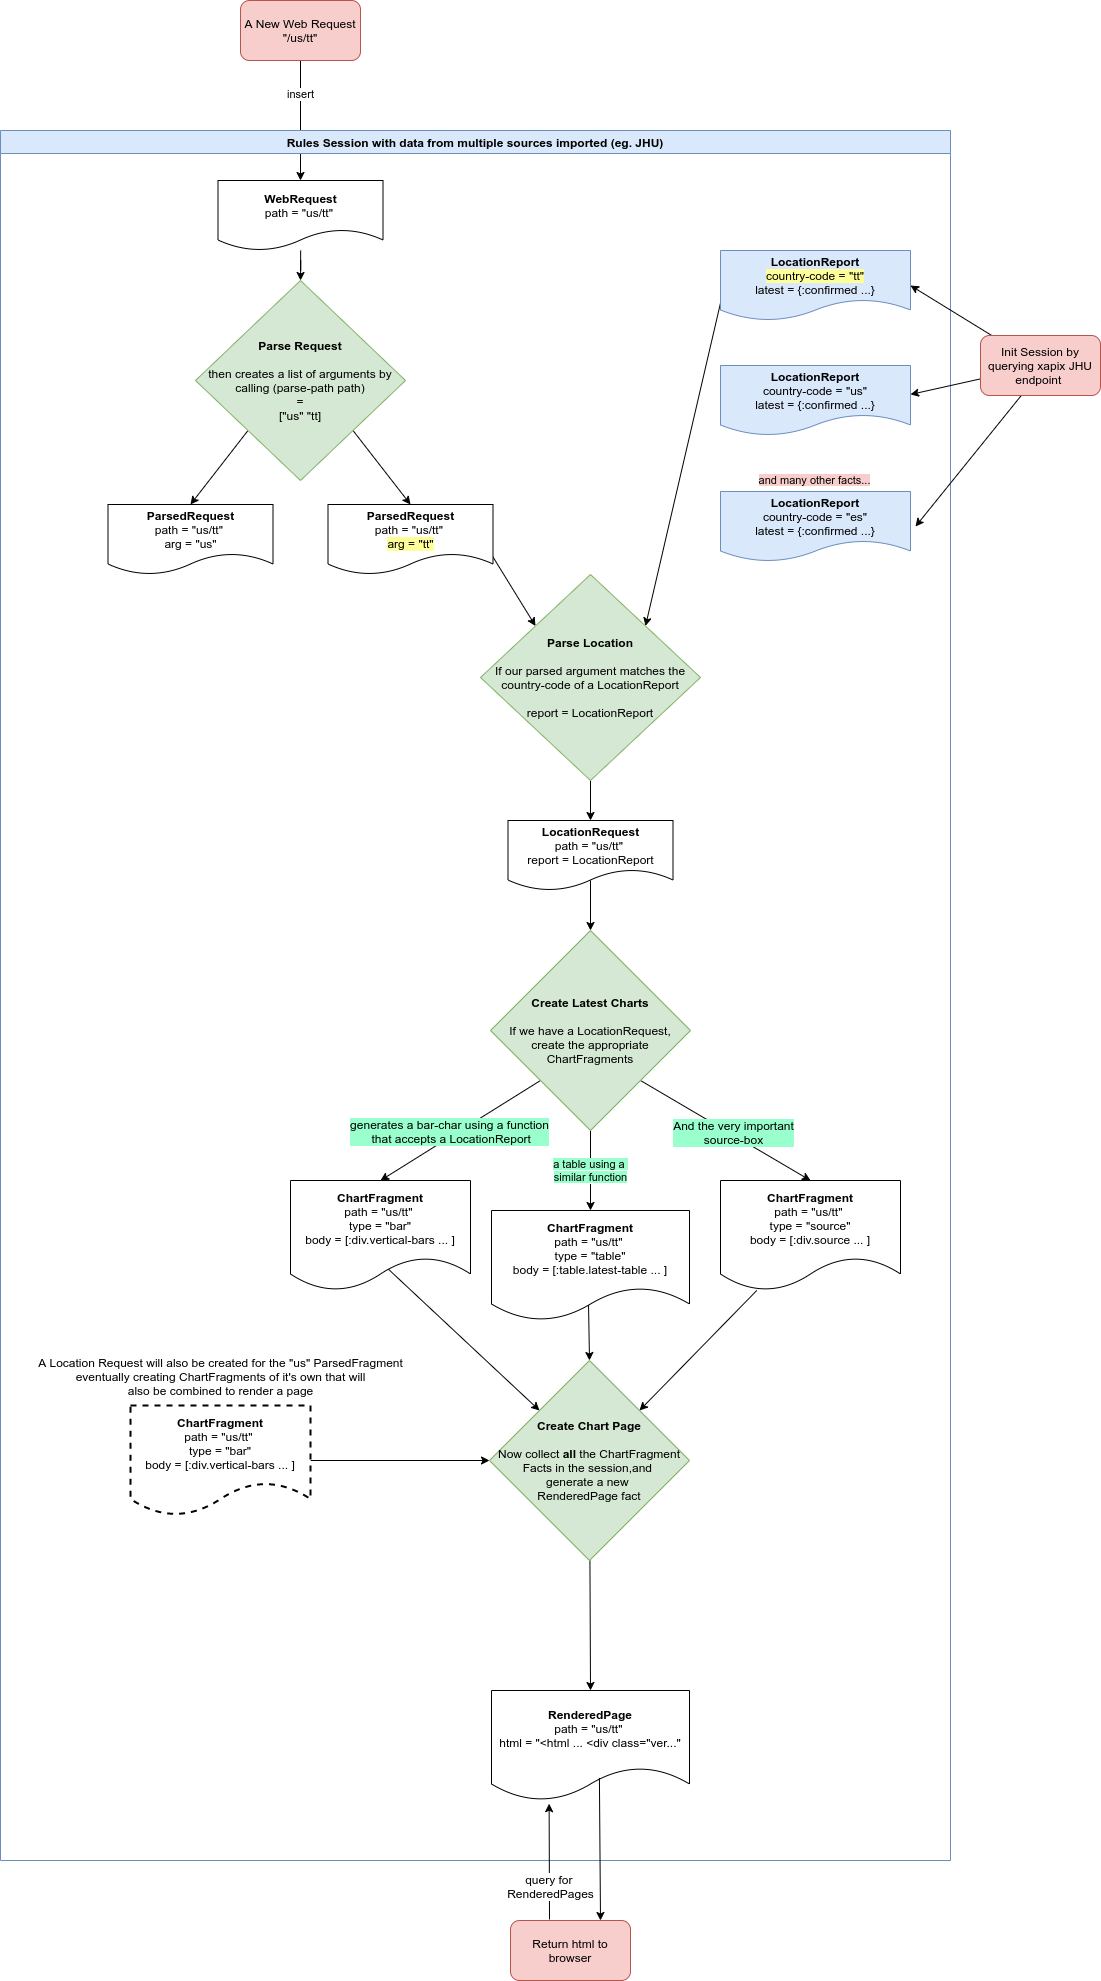 A New Web Request
"/us/tt"
insert
Rules Session with data from multiple sources imported (eg. JHU)
WebRequest
path = "us/tt"
Parse Request
then creates a list of arguments by
calling (parse-path path)
=
["us" "tt]
ParsedRequest
path = "us/tt"
arg = "us"
ParsedRequest
path = "us/tt"
arg = "tt"
LocationReport
country-code = "tt"
latest = {:confirmed ...}
LocationReport
country-code = "us"
latest = {:confirmed ...}
and many other facts...
LocationReport
country-code = "es"
latest = {:confirmed ...}
Init Session by
querying xapix JHU
endpoint
Parse Location
If our parsed argument matches the
country-code of a LocationReport
report = LocationReport
LocationRequest
path = "us/tt"
report = LocationReport
Create Latest Charts
If we have a LocationRequest,
create the appropriate
ChartFragments
generates a bar-char using a function
that accepts a LocationReport
a table using a
similar function
And the very important
source-box
ChartFragment
path = "us/tt"
type = "bar"
body = [:div.vertical-bars ... ]
ChartFragment
path = "us/tt"
type = "table"
body = [:table.latest-table ... ]
ChartFragment
path = "us/tt"
type = "source"
body = [:div.source ... ]
A Location Request will also be created for the "us" ParsedFragment
eventually creating ChartFragments of it's own that will
also be combined to render a page
ChartFragment
path = "us/tt"
type = "bar"
body = [:div.vertical-bars ... ]
Create Chart Page
Now collect all the ChartFragment
Facts in the session,and
generate a new
RenderedPage fact
RenderedPage
path = "us/tt"
html = "<html ... <div class="ver..."
query for
RenderedPages
Return html to
browser